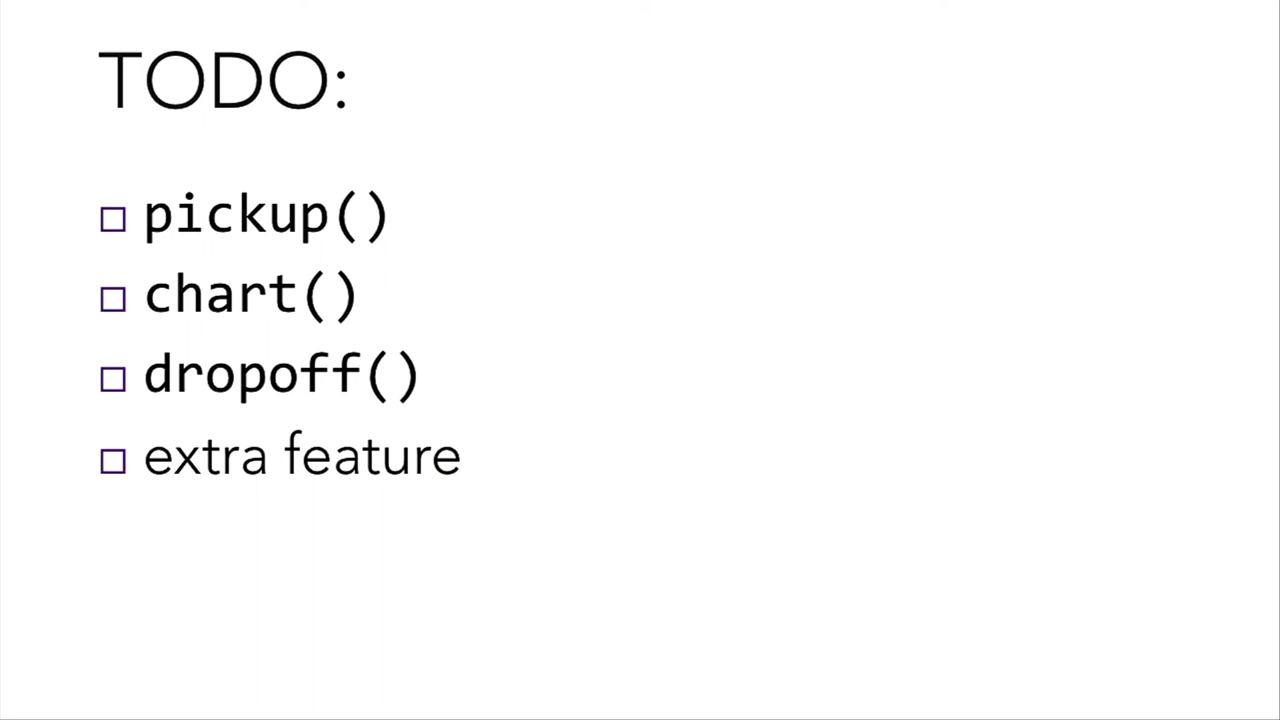 TODO:
pickup()
chart()
dropoff()
extra feature